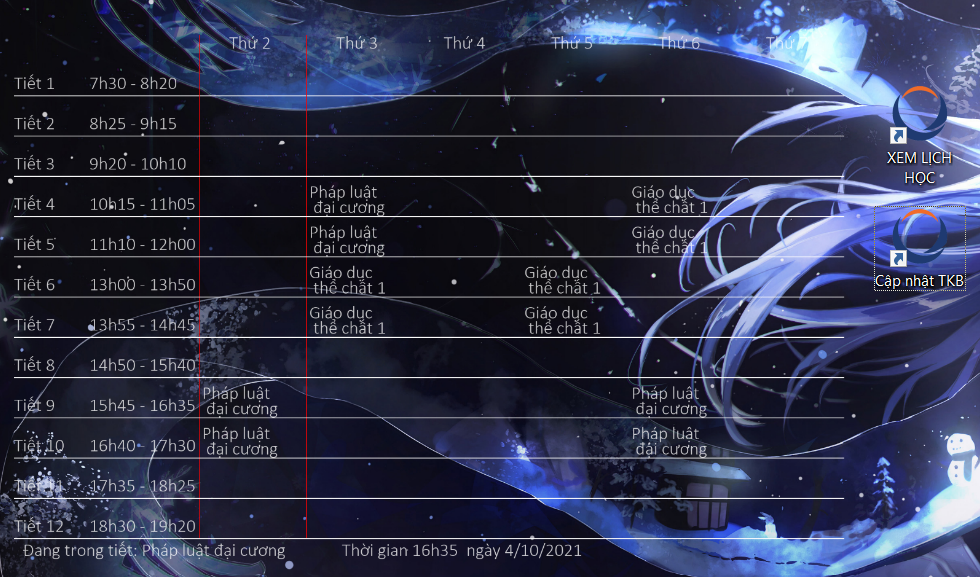 Thứ 2 Thứ 3 Thứ 4 Thứ 5 Thứ 6 Thứ
Tiết 1 7h30 - 8h20
Tiết 2 8h25 - 9h15
Tiết 3 9h20 - 10h10
Tiết 4 10h15 - 11h05 Pháp luật Giáo dục
đại cương thể chất 1
Tiết 5 11h10 - 12h00 Pháp luật Giáo dục
đại cương thể chất 1
Tiết 6 13h00 - 13h50 Giáo dục Giáo dục
thể chất 1 thể chất 1
Tiết 7 13h55 - 14h45 Giáo dục Giáo dục
thể chất 1 thể chất 1
Tiết 8 14h50 - 15h40
Tiết 9 15h45 - 16h35 Pháp luật Pháp luật
đại cương đại cương
Tiết 10 16h40 - 17h30 Pháp luật Pháp luật
đại cương đại cương
Tiết 11 17h35 - 18h25
Tiết 12 18h30 - 19h20
Đang trong tiết: Pháp luật đại cương Thời gian 16h35 ngày 4/10/2021
XEM LỊCH
HỌC
Cập nhật TKB